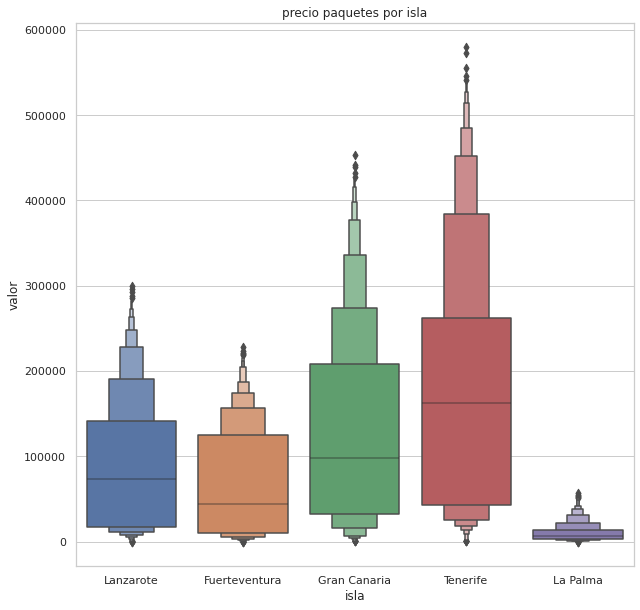 precio paquetes por isla
600000
500000
400000
300000
200000
100000
0
valor
Lanzarote Fuerteventura Gran Canaria Tenerife La Palma
isla